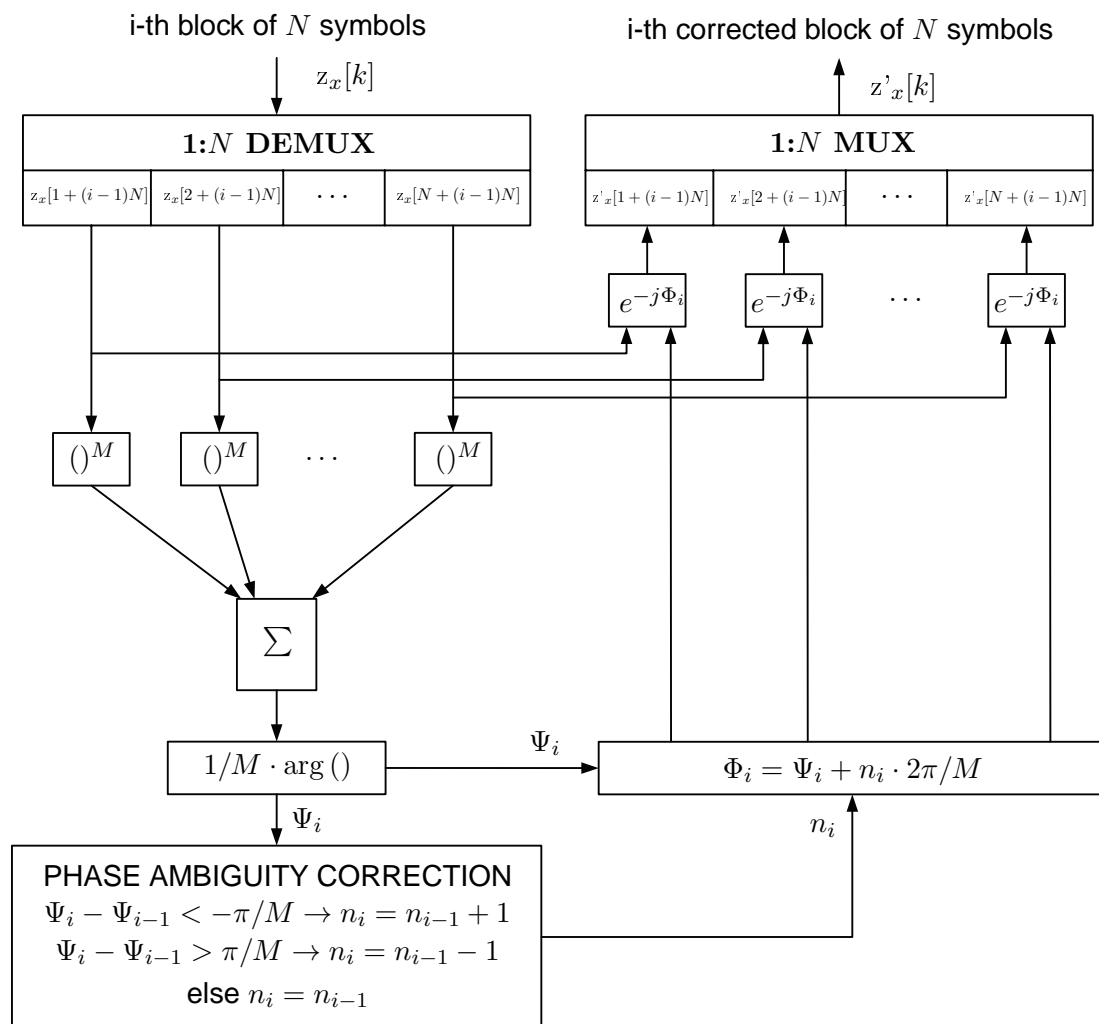 i-th block of N symbols
i-th corrected block of N symbols
z_x[k]
z'_x[k]
1:N DEMUX
1:N MUX
z_x[1 + (i − 1)N] z_x[2 + (i − 1)N] ··· z_x[N + (i − 1)N]
z'_x[1 + (i − 1)N] z'_x[2 + (i − 1)N] ··· z'_x[N + (i − 1)N]
e^{−jΦ_i} e^{−jΦ_i} ··· e^{−jΦ_i}
()^M ()^M ··· ()^M
∑
1/M · arg ()
Ψ_i
Φ_i = Ψ_i + n_i · 2π/M
Ψ_i
n_i
PHASE AMBIGUITY CORRECTION
Ψ_i − Ψ_{i−1} < −π/M → n_i = n_{i−1} + 1
Ψ_i − Ψ_{i−1} > π/M → n_i = n_{i−1} − 1
else n_i = n_{i−1}